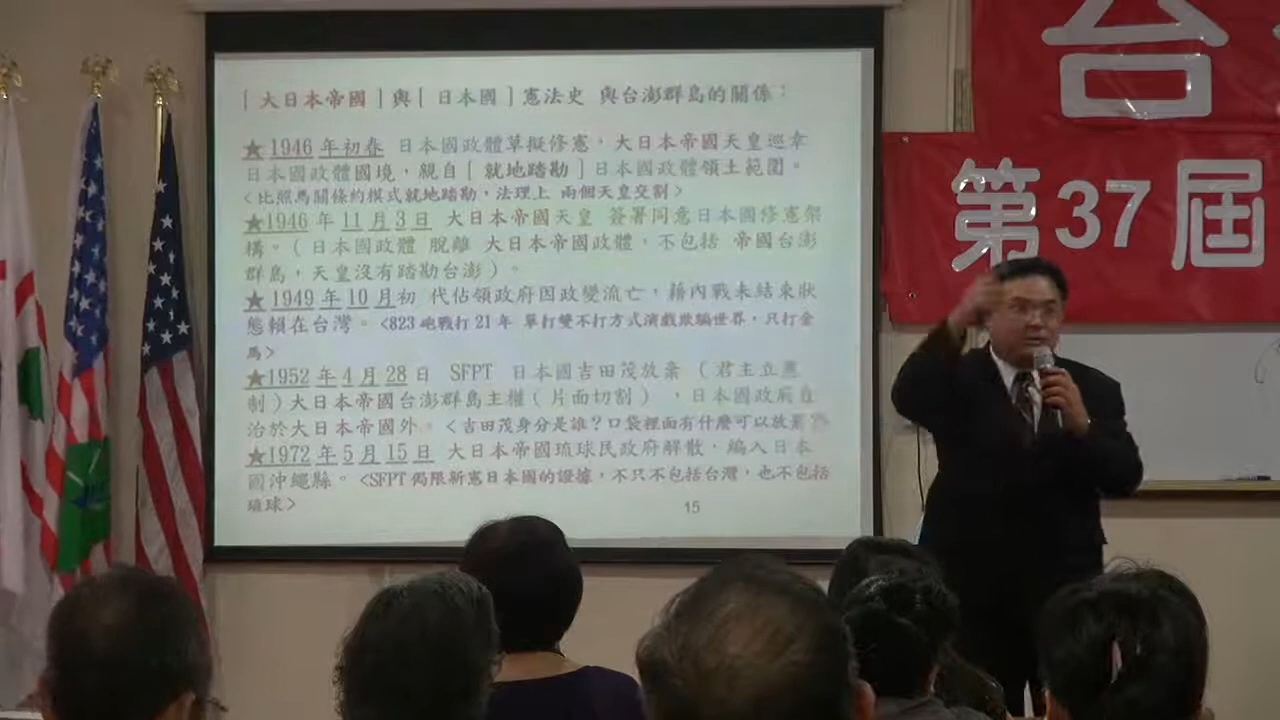 [ 大日本帝國 ] 與 [ 日本國 ] 憲法史 與台澎群島的關係：
★1946 年初春 日本國政體草擬修憲，大日本帝國天皇巡幸
日本國政體國境，親自 [ 就地踏勘 ] 日本國政體領土範圍。
<比照馬關條約模式就地踏勘，法理上 兩個天皇交割>
★1946 年 11 月 3 日 大日本帝國天皇 簽署同意日本國修憲架
構。( 日本國政體 脫離 大日本帝國政體，不包括 帝國台澎
群島，天皇沒有踏勘台澎 )。
★1949 年 10 月初 代佔領政府因政變流亡，藉內戰未結束狀
態賴在台灣。<823 砲戰打 21 年 單打雙不打方式演戲欺騙世界，只打金
馬>
★1952 年 4 月 28 日 SFPT 日本國吉田茂放棄 (君主立憲
制) 大日本帝國台澎群島主權 ( 片面切割 )，日本國政府自
治於大日本帝國外。<吉田茂身分是誰？口袋裡面有什麼可以放棄
★1972 年 5 月 15 日 大日本帝國琉球民政府解散，編入日本
國沖繩縣。<SFPT 侷限新憲日本國的證據，不只不包括台灣，也不包括
琉球>
15
台
第37屆